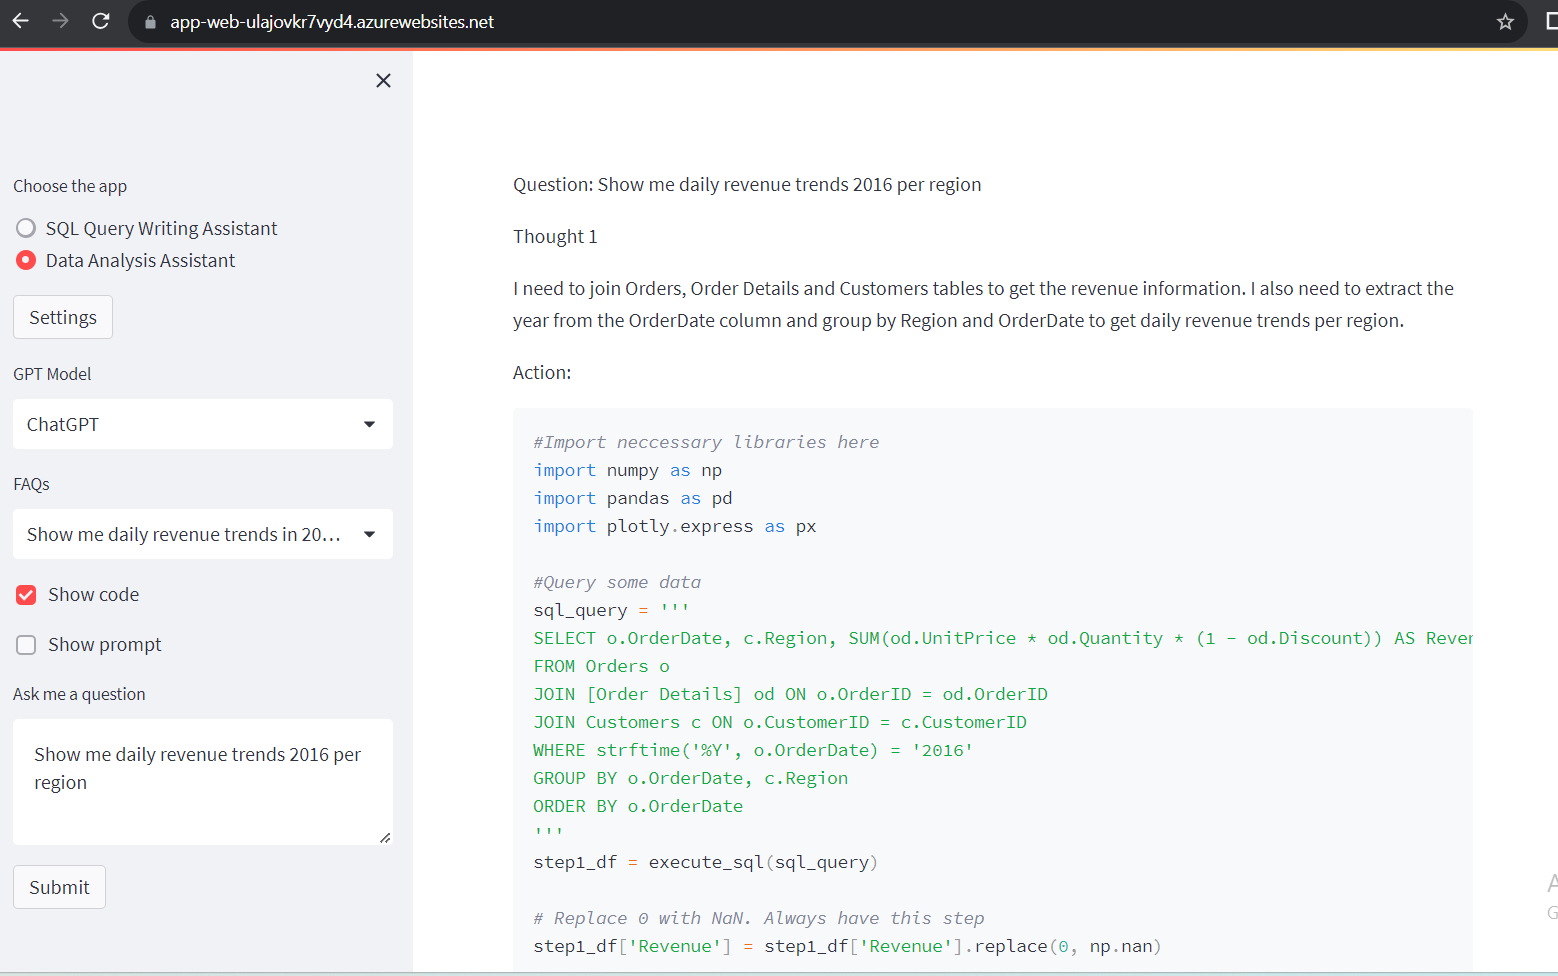 app-web-ulajovkr7vyd4.azurewebsites.net
Choose the app
SQL Query Writing Assistant
Data Analysis Assistant
Settings
GPT Model
ChatGPT
FAQs
Show me daily revenue trends in 20...
Show code
Show prompt
Ask me a question
Show me daily revenue trends 2016 per
region
Submit
Question: Show me daily revenue trends 2016 per region
Thought 1
I need to join Orders, Order Details and Customers tables to get the revenue information. I also need to extract the
year from the OrderDate column and group by Region and OrderDate to get daily revenue trends per region.
Action:
#Import neccessary libraries here
import numpy as np
import pandas as pd
import plotly.express as px
#Query some data
sql_query = '''
SELECT o.OrderDate, c.Region, SUM(od.UnitPrice * od.Quantity * (1 - od.Discount)) AS Rever
FROM Orders o
JOIN [Order Details] od ON o.OrderID = od.OrderID
JOIN Customers c ON o.CustomerID = c.CustomerID
WHERE strftime('%Y', o.OrderDate) = '2016'
GROUP BY o.OrderDate, c.Region
ORDER BY o.OrderDate
'''
step1_df = execute_sql(sql_query)
# Replace 0 with NaN. Always have this step
step1_df['Revenue'] = step1_df['Revenue'].replace(0, np.nan)